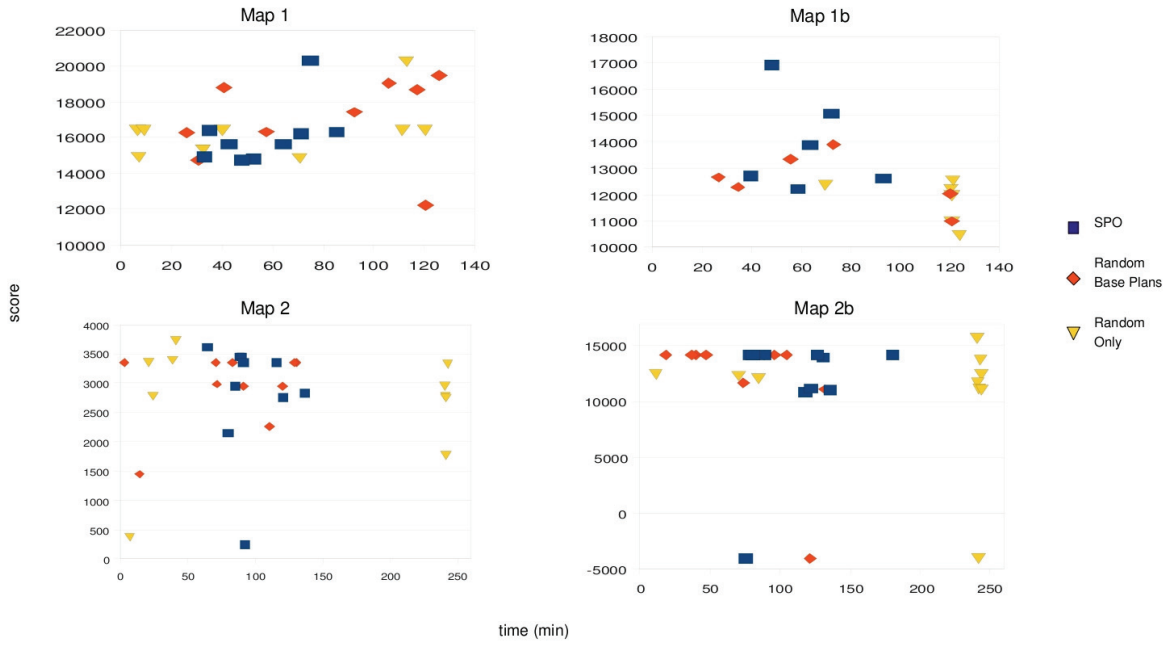 Map 1
22000
20000
18000
16000
14000
12000
10000
0 20 40 60 80 100 120 140
Map 1b
18000
17000
16000
15000
14000
13000
12000
11000
10000
0 20 40 60 80 100 120 140
score
Map 2
4000
3500
3000
2500
2000
1500
1000
500
0
0 50 100 150 200 250
Map 2b
15000
10000
5000
0
-5000
0 50 100 150 200 250
time (min)
SPO
Random
Base Plans
Random
Only